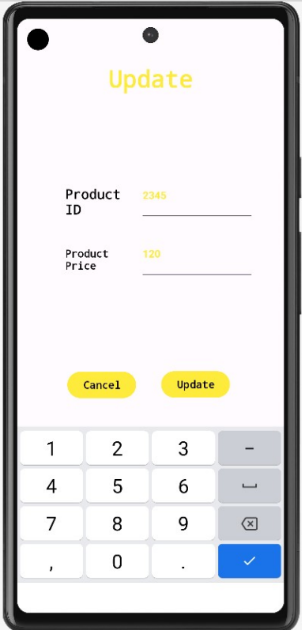 Update
Product 2345
ID
Product 120
Price
Cancel Update
1 2 3 -
4 5 6
7 8 9
, 0 .